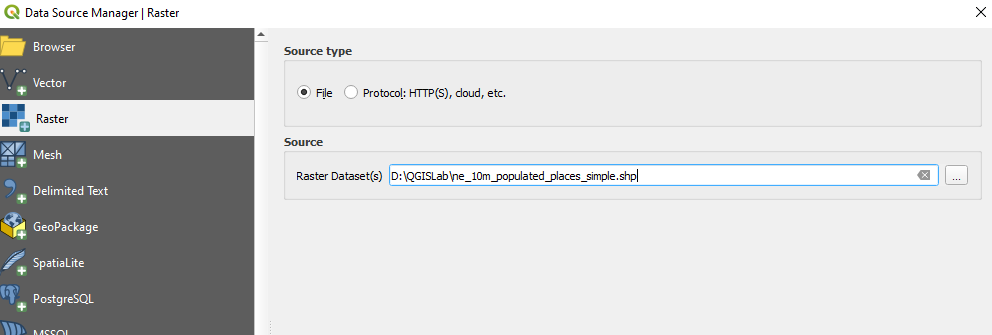 Data Source Manager | Raster
Browser
Vector
Raster
Mesh
Delimited Text
GeoPackage
SpatiaLite
PostgreSQL
MSSQL
Source type
File
Protocol: HTTP(S), cloud, etc.
Source
Raster Dataset(s) D:\QGISLab\ne_10m_populated_places_simple.shp
...